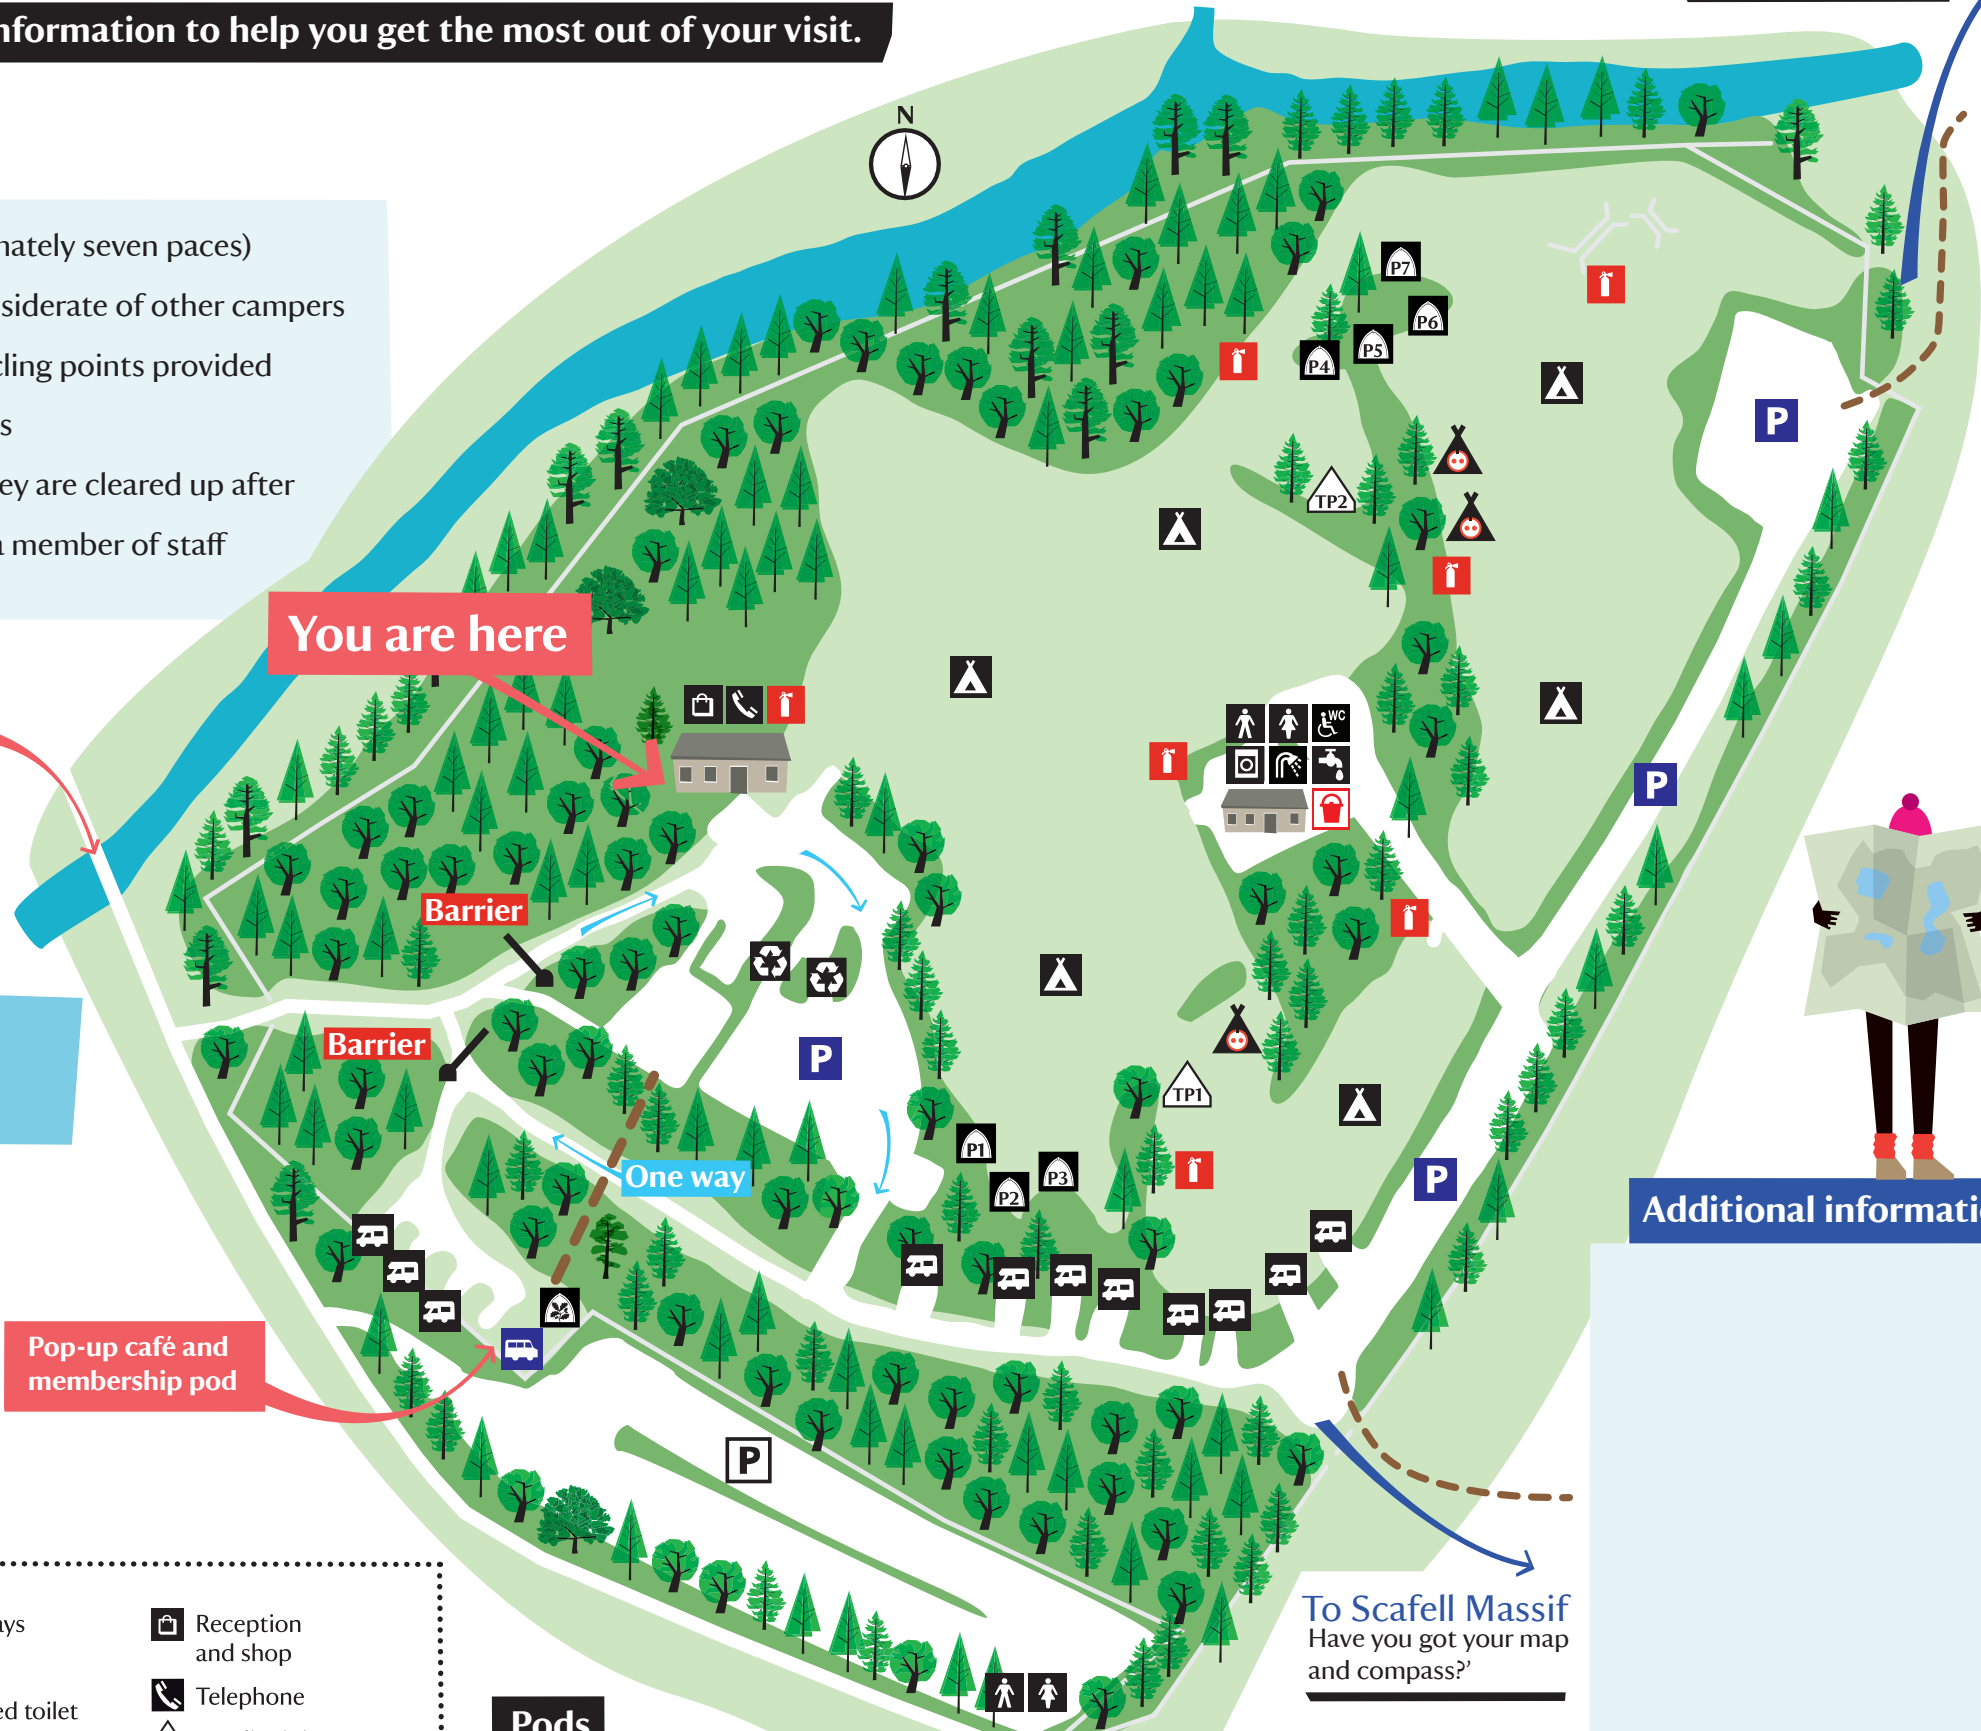 nformation to help you get the most out of your visit.
N
nately seven paces)
siderate of other campers
cling points provided
s
ey are cleared up after
a member of staff
You are here
P7
P6
P5
P4
P
TP2
WC
P
Barrier
Barrier
P
TP1
P1
P3
P2
P
One way
Additional informati
Pop-up café and
membership pod
P
To Scafell Massif
Have you got your map
and compass?’
ays
Reception
and shop
Telephone
ed toilet
Pods